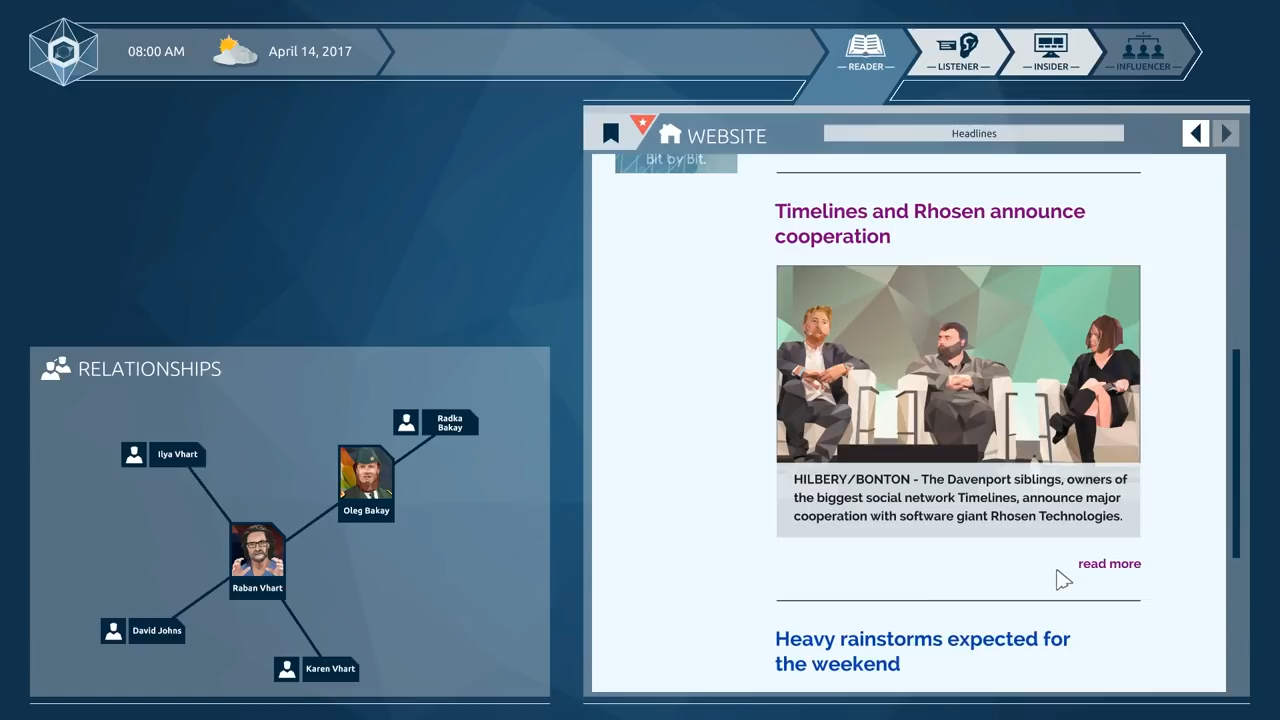 08:00 AM
April 14, 2017
— READER —
— LISTENER —
— INSIDER —
— INFLUENCER —
WEBSITE
Headlines
Bit by Bit.
Timelines and Rhosen announce
cooperation
HILBERY/BONTON - The Davenport siblings, owners of
the biggest social network Timelines, announce major
cooperation with software giant Rhosen Technologies.
read more
Heavy rainstorms expected for
the weekend
RELATIONSHIPS
Radka
Bakay
Ilya Vhart
Oleg Bakay
Raban Vhart
David Johns
Karen Vhart